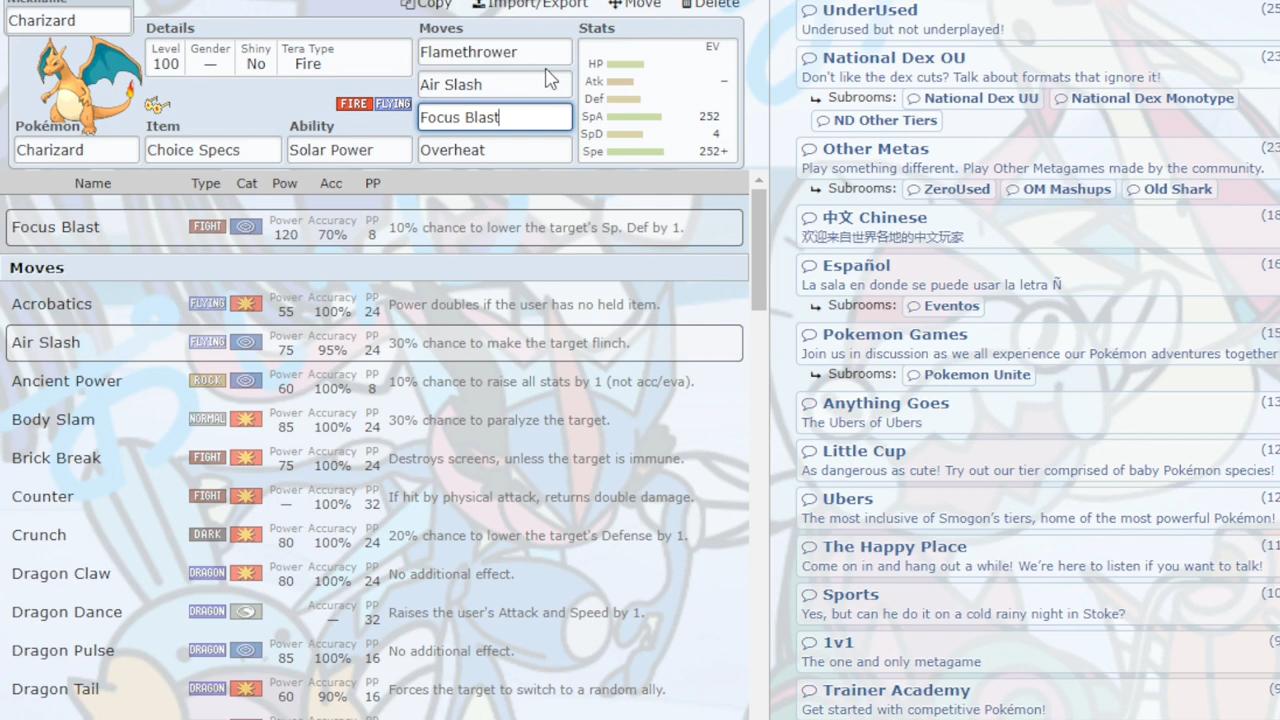 Nickname
Charizard
Copy Import/Export Move Delete
Details
Level 100
Gender —
Shiny No
Tera Type Fire
FIRE FLYING
Pokémon
Charizard
Item
Choice Specs
Ability
Solar Power
Moves
Flamethrower
Air Slash
Focus Blast
Overheat
Stats
EV
HP
Atk –
Def
SpA 252
SpD 4
Spe 252+
Name Type Cat Pow Acc PP
Focus Blast FIGHT Power 120 Accuracy 70% PP 8 10% chance to lower the target's Sp. Def by 1.
Moves
Acrobatics FLYING Power 55 Accuracy 100% PP 24 Power doubles if the user has no held item.
Air Slash FLYING Power 75 Accuracy 95% PP 24 30% chance to make the target flinch.
Ancient Power ROCK Power 60 Accuracy 100% PP 8 10% chance to raise all stats by 1 (not acc/eva).
Body Slam NORMAL Power 85 Accuracy 100% PP 24 30% chance to paralyze the target.
Brick Break FIGHT Power 75 Accuracy 100% PP 24 Destroys screens, unless the target is immune.
Counter FIGHT Power — Accuracy 100% PP 32 If hit by physical attack, returns double damage.
Crunch DARK Power 80 Accuracy 100% PP 24 20% chance to lower the target's Defense by 1.
Dragon Claw DRAGON Power 80 Accuracy 100% PP 24 No additional effect.
Dragon Dance DRAGON Accuracy — PP 32 Raises the user's Attack and Speed by 1.
Dragon Pulse DRAGON Power 85 Accuracy 100% PP 16 No additional effect.
Dragon Tail DRAGON Power 60 Accuracy 90% PP 16 Forces the target to switch to a random ally.
UnderUsed (25
Underused but not underplayed!
National Dex OU (23
Don't like the dex cuts? Talk about formats that ignore it!
Subrooms: National Dex UU National Dex Monotype
ND Other Tiers
Other Metas (23
Play something different. Play Other Metagames made by the community.
Subrooms: ZeroUsed OM Mashups Old Shark
中文 Chinese (18
欢迎来自世界各地的中文玩家
Español (16
La sala en donde se puede usar la letra Ñ
Subrooms: Eventos
Pokemon Games (15
Join us in discussion as we all experience our Pokémon adventures together
Subrooms: Pokemon Unite
Anything Goes (13
The Ubers of Ubers
Little Cup (12
As dangerous as cute! Try out our tier comprised of baby Pokémon species!
Ubers (12
The most inclusive of Smogon's tiers, home of the most powerful Pokémon!
The Happy Place (11
Come on in and hang out a while! We're here to listen if you want to talk!
Sports (10
Yes, but can he do it on a cold rainy night in Stoke?
1v1
The one and only metagame
Trainer Academy (9
Get started with competitive Pokémon!